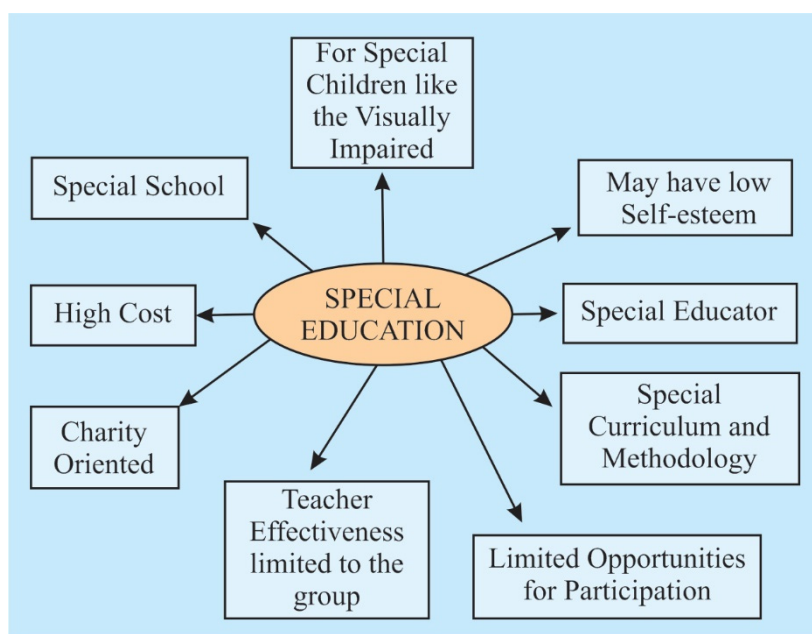 For Special
Children like
the Visually
Impaired
Special School
May have low
Self-esteem
SPECIAL
EDUCATION
High Cost
Special Educator
Charity
Oriented
Special
Curriculum and
Methodology
Teacher
Effectiveness
limited to the
group
Limited Opportunities
for Participation